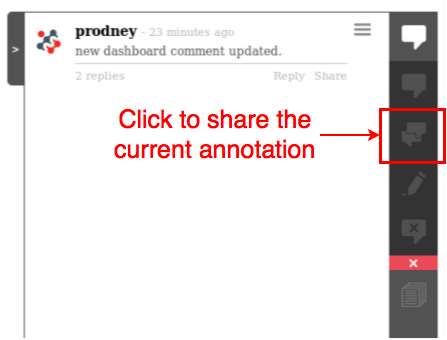 >
prodney - 23 minutes ago
new dashboard comment updated.
2 replies Reply Share
Click to share the
current annotation